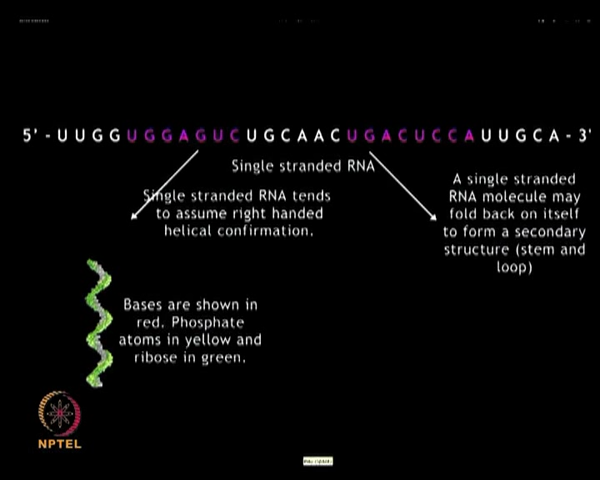 5'-UUGGUGGAGUCUGCAACUGACUCCAUUGCA-3'
Single stranded RNA
Single stranded RNA tends
to assume right handed
helical confirmation.
A single stranded
RNA molecule may
fold back on itself
to form a secondary
structure (stem and
loop)
Bases are shown in
red. Phosphate
atoms in yellow and
ribose in green.
NPTEL